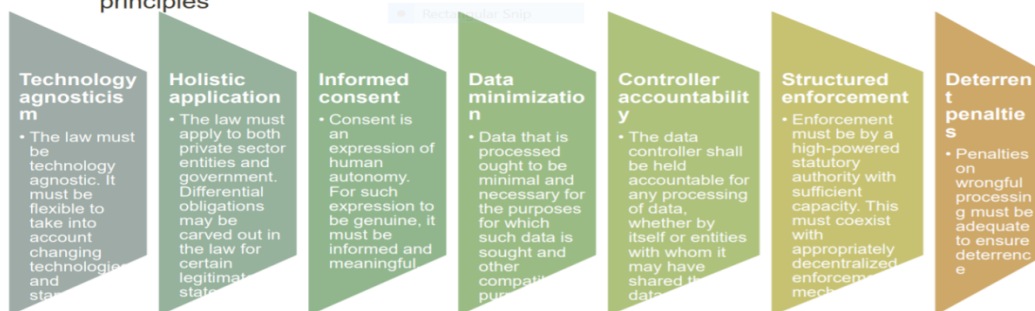 principles
Rectangular Snip
Technology
agnosticis
m
• The law must
be
technology
agnostic. It
must be
flexible to
take into
account
changing
technologies
and
Holistic
application
• The law must
apply to both
private sector
entities and
government.
Differential
obligations
may be
carved out in
the law for
certain
legitimate
state
Informed
consent
• Consent is
an
expression of
human
autonomy.
For such
expression to
be genuine, it
must be
informed and
meaningful
Data
minimizatio
n
• Data that is
processed
ought to be
minimal and
necessary for
the purposes
for which
such data is
sought and
other
Controller
accountabilit
y
• The data
controller shall
be held
accountable for
any processing
of data,
whether by
itself or entities
with whom it
may have
shared the
data
Structured
enforcement
• Enforcement
must be by a
high-powered
statutory
authority with
sufficient
capacity. This
must coexist
with
appropriately
decentralized
enforcement
Deterren
t
penaltie
s
• Penalties
on
wrongful
processin
g must be
adequate
to ensure
deterrenc
e